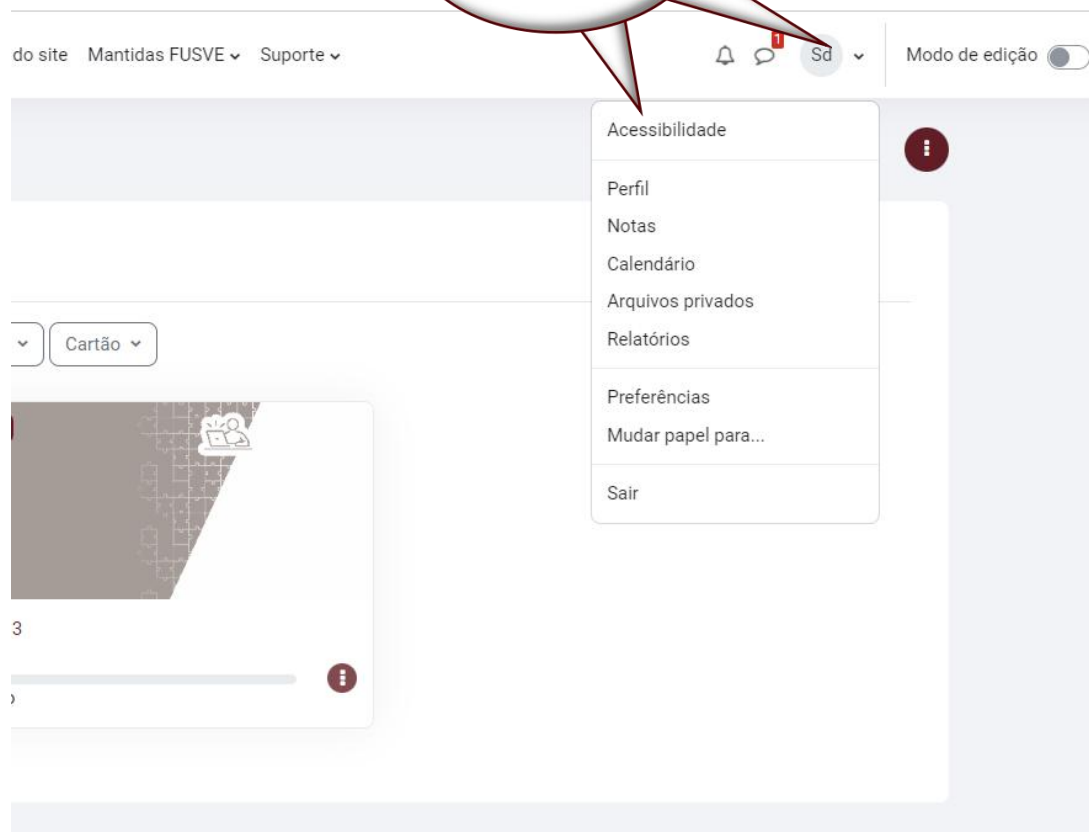 do site Mantidas FUSVE Suporte 1 Sd Modo de edição
Acessibilidade
Perfil
Notas
Calendário
Arquivos privados
Relatórios
Cartão
Preferências
Mudar papel para...
Sair
3